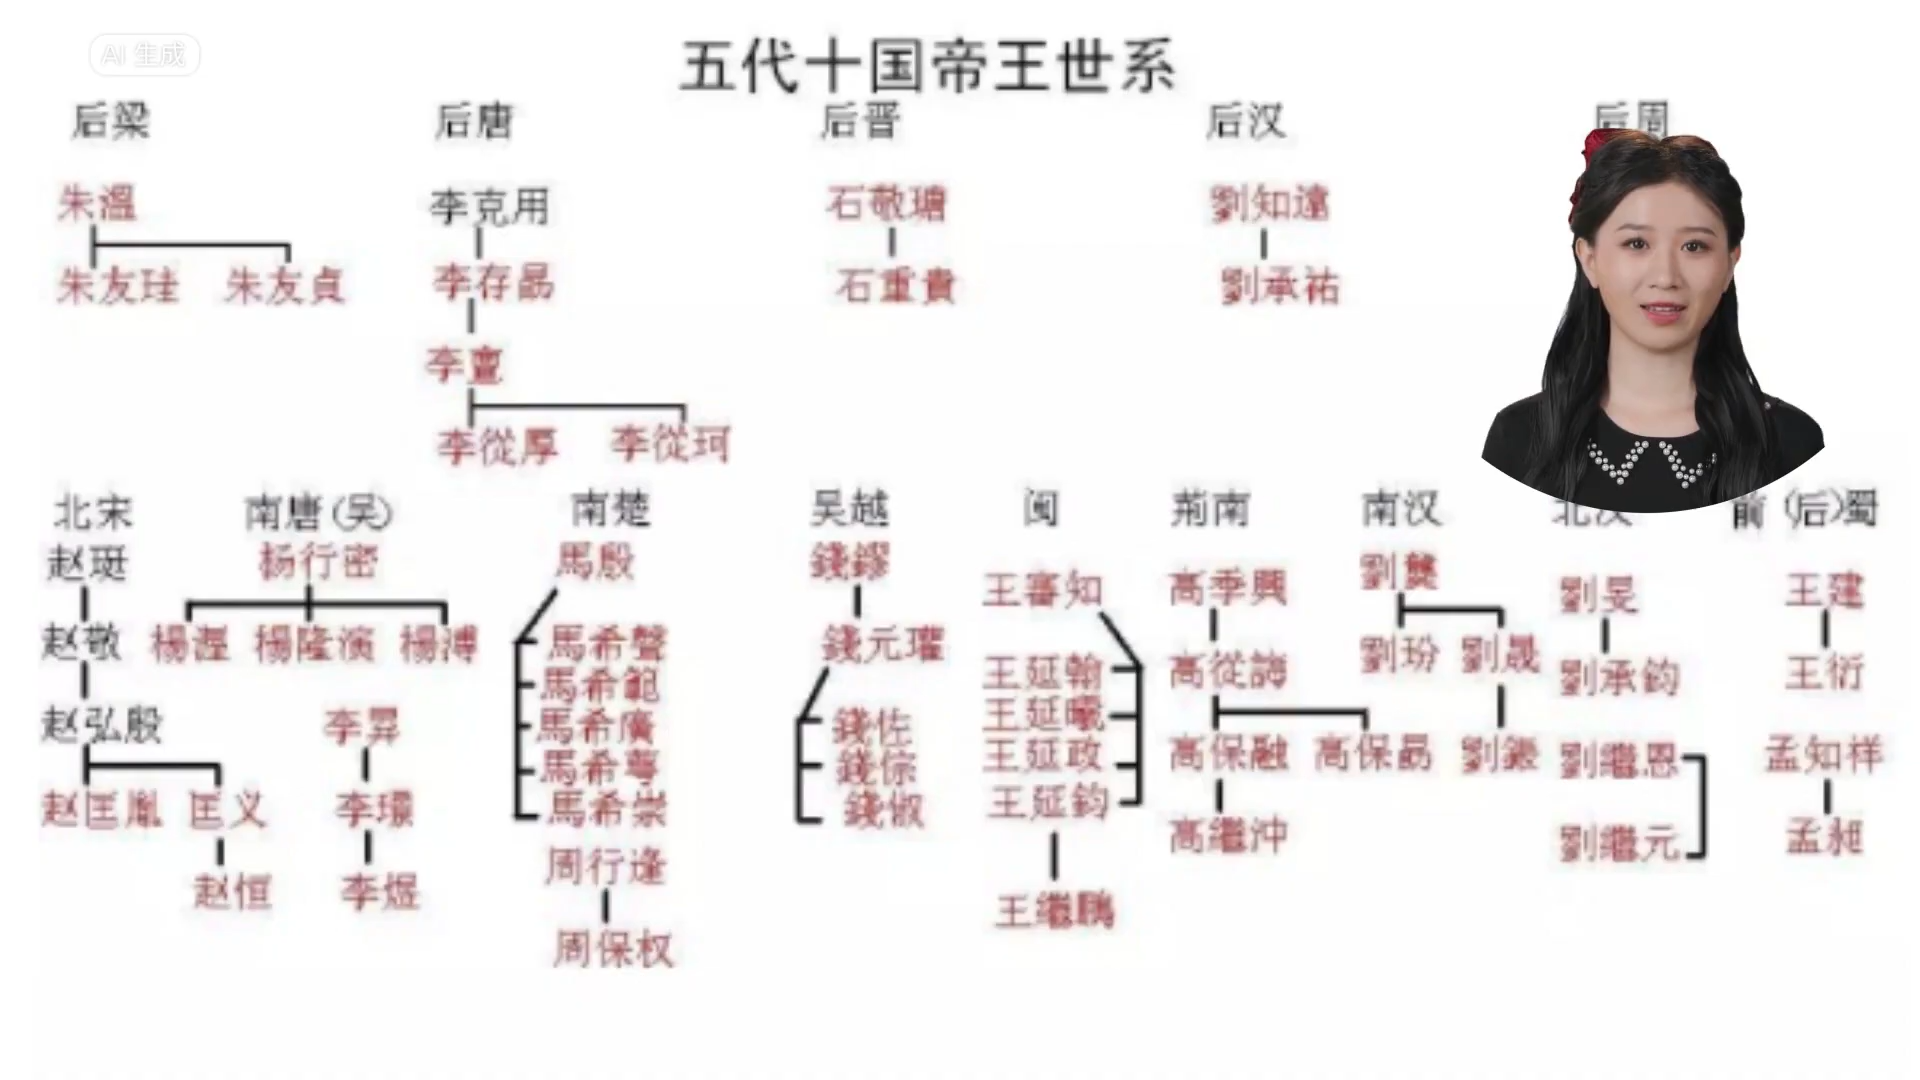 AI 生成
五代十国帝王世系
后梁 后唐 后晋 后汉 后周
朱溫 李克用 石敬瑭 劉知遠
朱友珪 朱友貞 李存勗 石重貴 劉承祐
李亶
李從厚 李從珂
北宋 南唐(吴) 南楚 吴越 闽 荊南 南汉 北汉 前(后)蜀
赵珽 杨行密 馬殷 錢鏐 王審知 高季興 劉龑 劉旻 王建
赵敬 楊渥 楊隆演 楊溥 馬希聲 錢元瓘 王延翰 高從誨 劉玢 劉晟 劉承鈞 王衍
馬希範 王延曦
赵弘殷 李昪 馬希廣 錢佐 王延政 高保融 高保勗 劉鋹 劉繼恩 孟知祥
馬希萼 錢倧
赵匡胤 匡义 李璟 馬希崇 錢俶 王延鈞 高繼沖 劉繼元 孟昶
赵恒 李煜 周行逢 王繼鵬
周保权